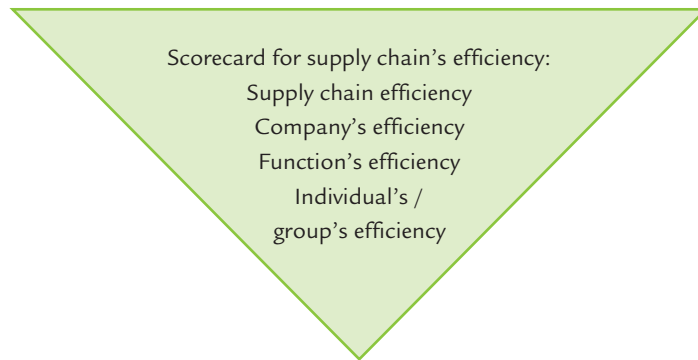 Scorecard for supply chain’s efficiency:
Supply chain efficiency
Company’s efficiency
Function’s efficiency
Individual’s /
group’s efficiency